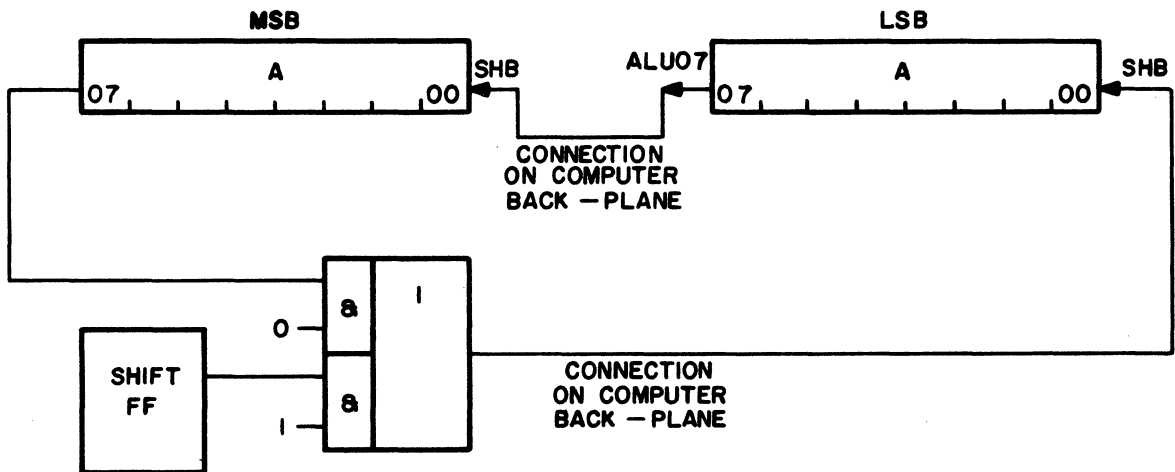 MSB
LSB
A
07
00
SHB
ALU07
A
07
00
SHB
CONNECTION
ON COMPUTER
BACK — PLANE
&
1
0
&
1
SHIFT
FF
CONNECTION
ON COMPUTER
BACK — PLANE